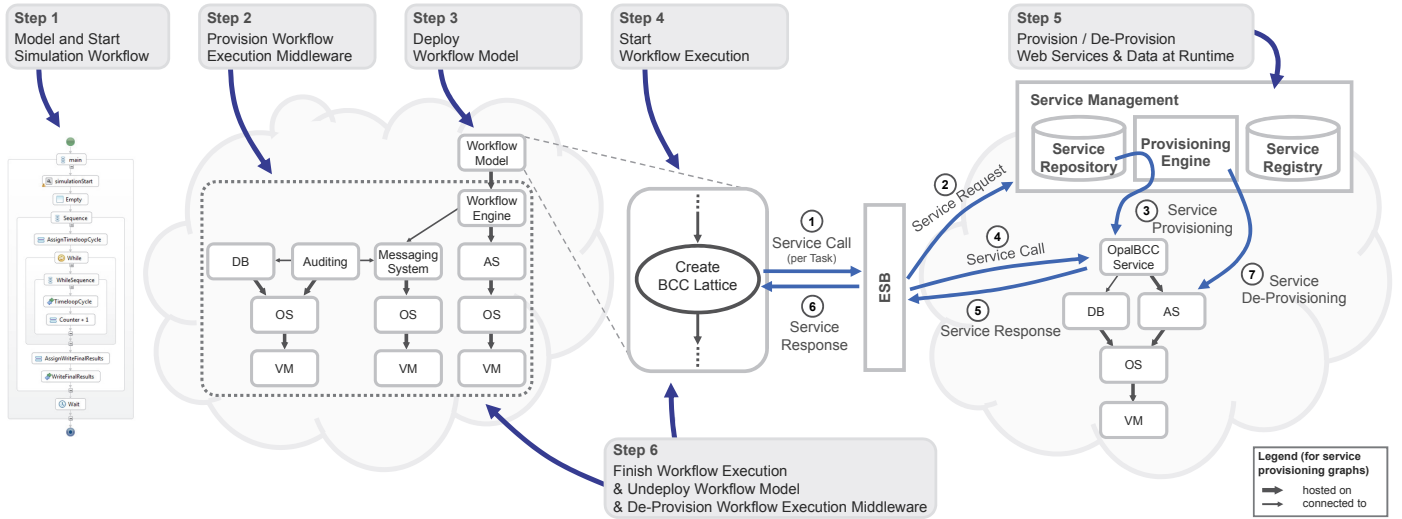 Step 1
Model and Start
Simulation Workflow
Step 2
Provision Workflow
Execution Middleware
Step 3
Deploy
Workflow Model
Step 4
Start
Workflow Execution
Step 5
Provision / De-Provision
Web Services & Data at Runtime
main
simulationStart
Empty
Sequence
AssignTimeloopCycle
While
WhileSequence
TimeloopCycle
Counter + 1
AssignWriteFinalResults
WriteFinalResults
Wait
Workflow
Model
Workflow
Engine
DB
Auditing
Messaging
System
AS
OS
OS
OS
VM
VM
VM
Create
BCC Lattice
1
Service Call
(per Task)
6
Service
Response
ESB
2
Service Request
4
Service Call
5
Service Response
Service Management
Service
Repository
Provisioning
Engine
Service
Registry
3
Service
Provisioning
OpalBCC
Service
7
Service
De-Provisioning
DB
AS
OS
VM
Step 6
Finish Workflow Execution
& Undeploy Workflow Model
& De-Provision Workflow Execution Middleware
Legend (for service
provisioning graphs)
hosted on
connected to